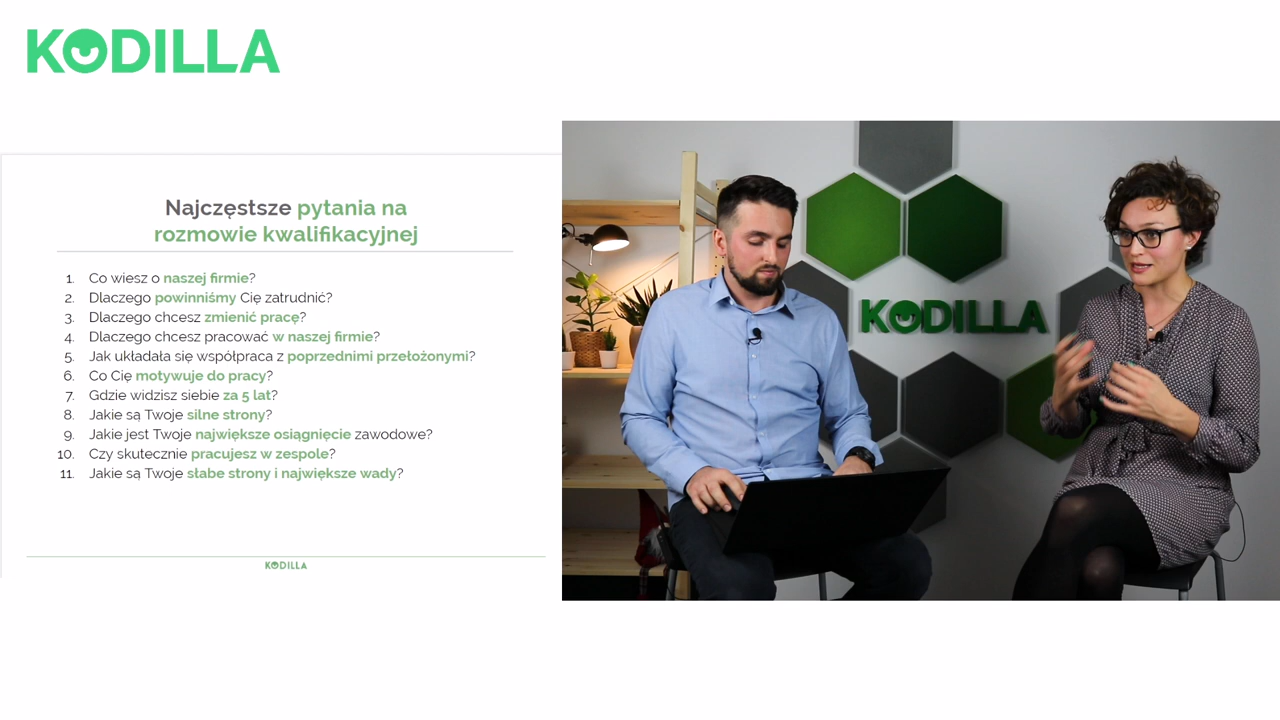 KODILLA
Najczęstsze pytania na
rozmowie kwalifikacyjnej
1. Co wiesz o naszej firmie?
2. Dlaczego powinniśmy Cię zatrudnić?
3. Dlaczego chcesz zmienić pracę?
4. Dlaczego chcesz pracować w naszej firmie?
5. Jak układała się współpraca z poprzednimi przełożonymi?
6. Co Cię motywuje do pracy?
7. Gdzie widzisz siebie za 5 lat?
8. Jakie są Twoje silne strony?
9. Jakie jest Twoje największe osiągnięcie zawodowe?
10. Czy skutecznie pracujesz w zespole?
11. Jakie są Twoje słabe strony i największe wady?
KODILLA
KODILLA